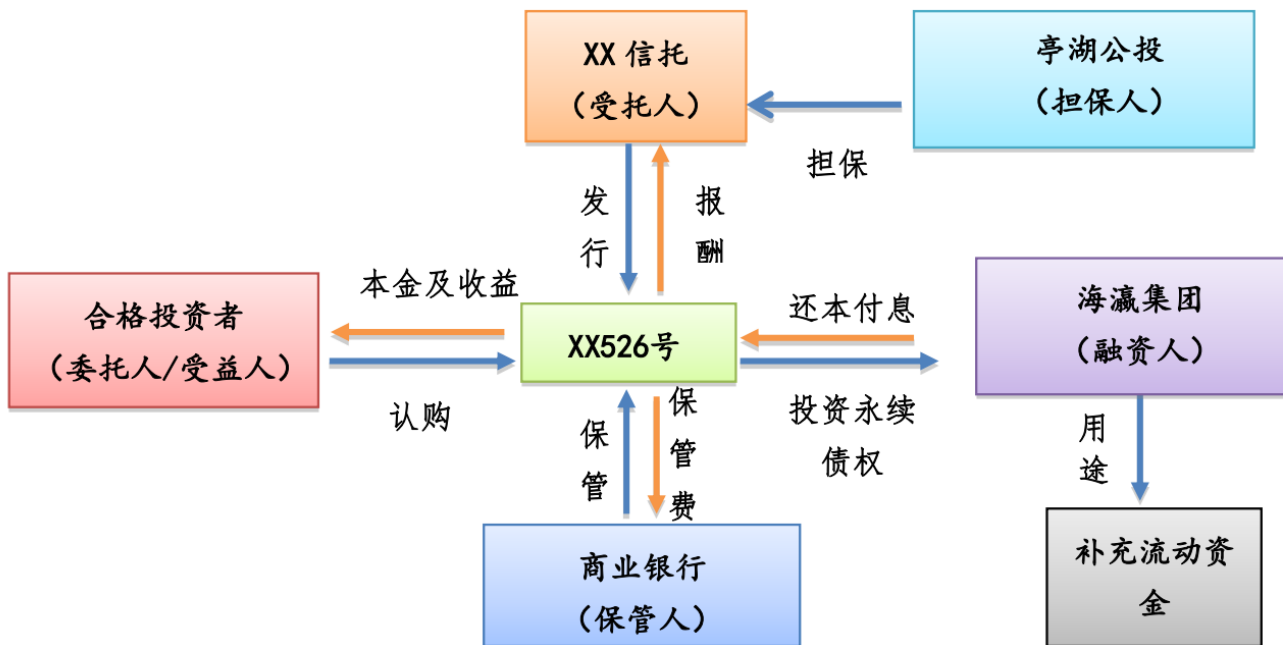 XX 信托
（受托人）
亭湖公投
（担保人）
担保
发行
报酬
本金及收益
合格投资者
（委托人/受益人）
认购
XX526号
还本付息
海瀛集团
（融资人）
投资永续
债权
保管
保管费
用途
商业银行
（保管人）
补充流动资
金